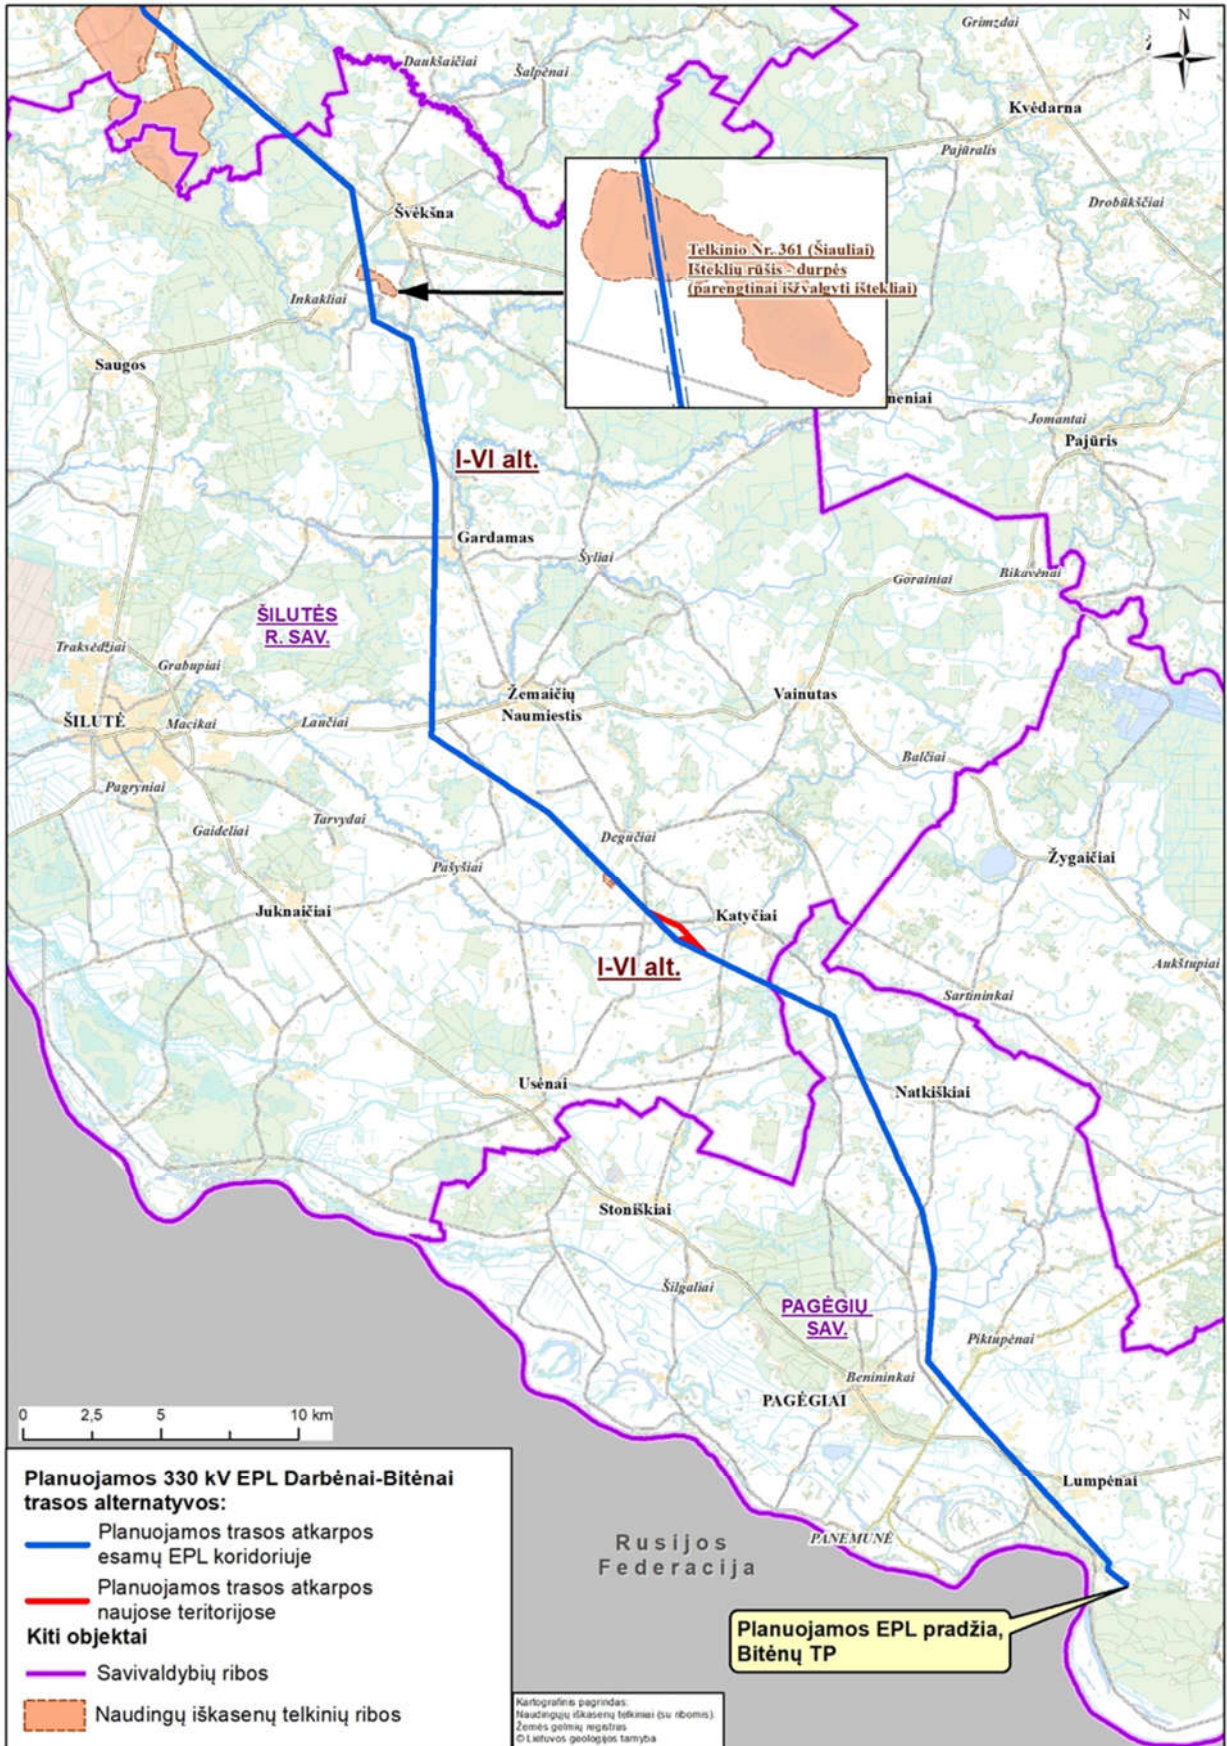 Grimzdai
N
Daukšaičiai
Šalpėnai
Kvėdarna
Pajūralis
Drobūkščiai
Švėkšna
Telkinio Nr. 361 (Šiauliai)
Išteklių rūšis - durpės
(parengtinai išžvalgyti ištekliai)
Inkakliai
Saugos
neniai
Jomantai
Pajūris
I-VI alt.
Gardamas
Šyliai
Gorainiai
Bikavėnai
ŠILUTĖS
R. SAV.
Traksėdžiai
Grabupiai
Žemaičių
Naumiestis
Vainutas
ŠILUTĖ
Macikai
Laučiai
Balčiai
Pagryniai
Gaideliai
Tarvydai
Degučiai
Pašyšiai
Žygaičiai
Juknaičiai
Katyčiai
I-VI alt.
Aukštupiai
Sartininkai
Usėnai
Natkiškiai
Stoniškiai
Šilgaliai
PAGĖGIŲ
SAV.
Piktupėnai
Benininkai
PAGĖGIAI
0 2,5 5 10 km
Lumpėnai
PANEMUNĖ
Rusijos
Federacija
Planuojamos EPL pradžia,
Bitėnų TP
Planuojamos 330 kV EPL Darbėnai-Bitėnai
trasos alternatyvos:
Planuojamos trasos atkarpos
esamų EPL koridoriuje
Planuojamos trasos atkarpos
naujose teritorijose
Kiti objektai
Savivaldybių ribos
Naudingų iškasenų telkinių ribos
Kartografinis pagrindas:
Naudingųjų iškasenų telkiniai (su ribomis)
Žemės gelmių registras
© Lietuvos geologijos tarnyba